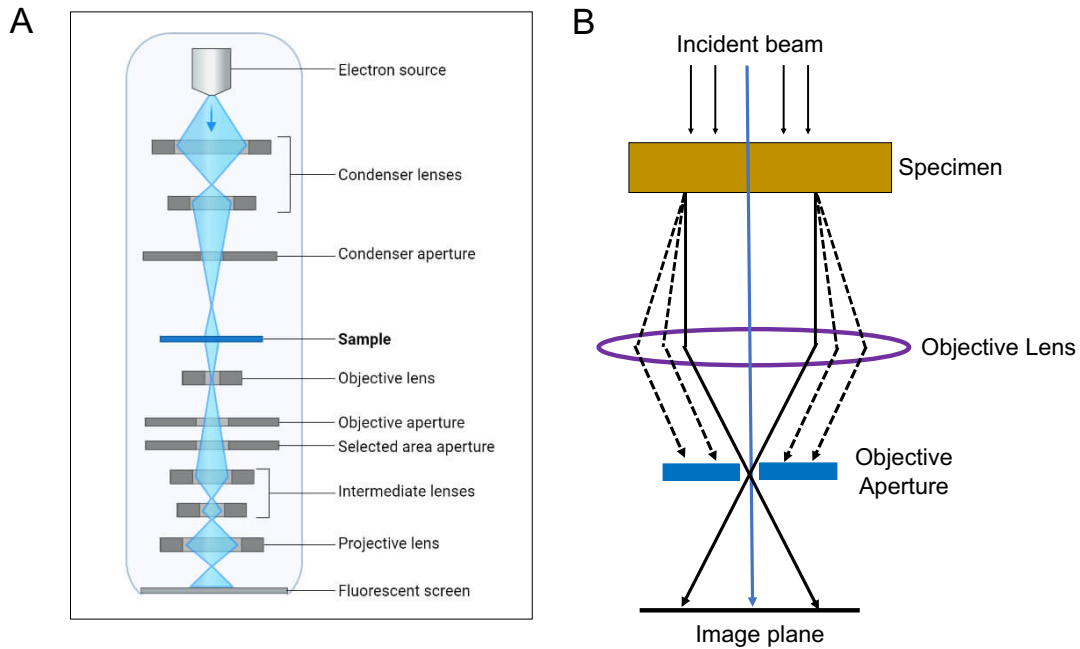 A
Electron source
Condenser lenses
Condenser aperture
Sample
Objective lens
Objective aperture
Selected area aperture
Intermediate lenses
Projective lens
Fluorescent screen
B
Incident beam
Specimen
Objective Lens
Objective
Aperture
Image plane